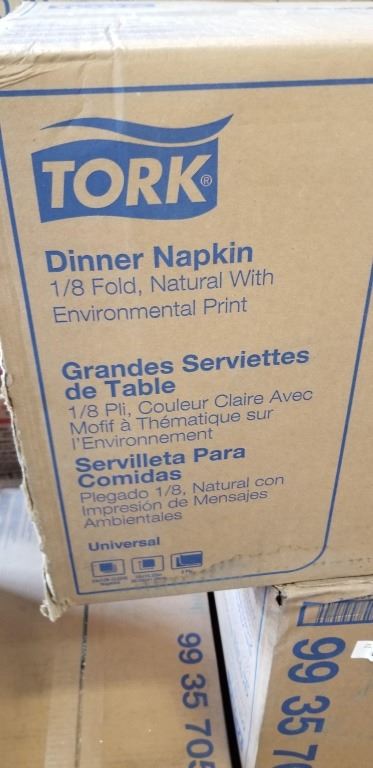 TORK®
Dinner Napkin
1/8 Fold, Natural With
Environmental Print
Grandes Serviettes
de Table
1/8 Pli, Couleur Claire Avec
Mofif à Thématique sur
l'Environnement
Servilleta Para
Comidas
Plegado 1/8, Natural con
Impresión de Mensajes
Ambientales
Universal
99 35 705
99 35 7